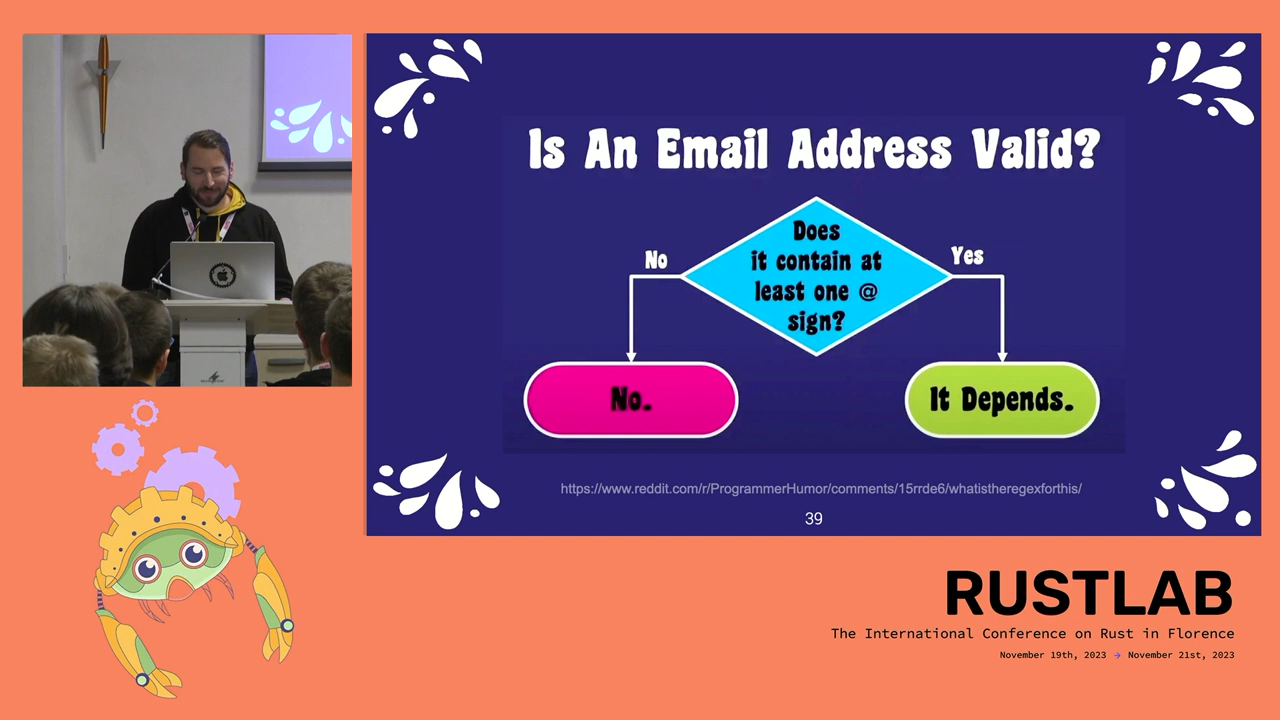 Is An Email Address Valid?
Does
it contain at
least one @
sign?
No
Yes
No.
It Depends.
https://www.reddit.com/r/ProgrammerHumor/comments/15rrde6/whatistheregexforthis/
39
RUSTLAB
The International Conference on Rust in Florence
November 19th, 2023 → November 21st, 2023